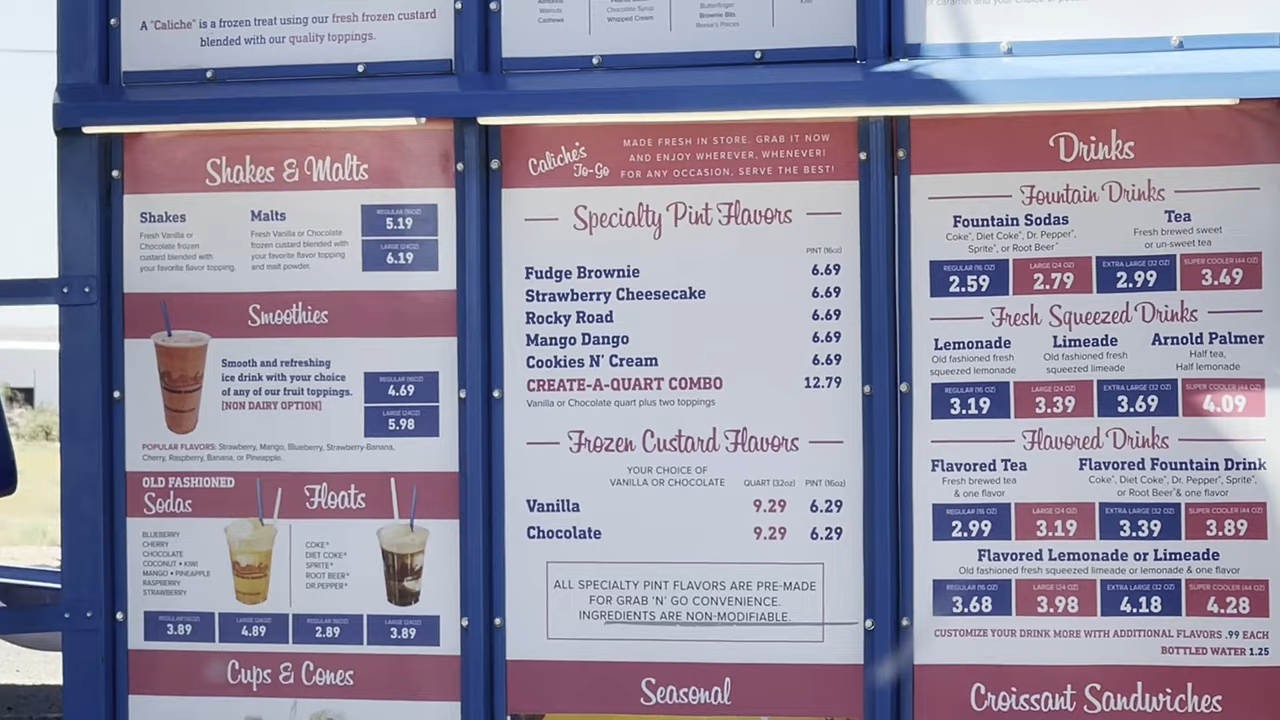 A "Caliche" is a frozen treat using our fresh frozen custard
blended with our quality toppings.
Almonds
Walnuts
Cashews
Chocolate Syrup
Whipped Cream
Butterfinger
Brownie Bits
Reese's Pieces
Kiwi
Shakes & Malts
Shakes
Fresh Vanilla or
Chocolate frozen
custard blended with
your favorite flavor topping.
Malts
Fresh Vanilla or Chocolate
frozen custard blended with
your favorite flavor topping
and malt powder.
REGULAR (16OZ)
5.19
LARGE (24OZ)
6.19
Smoothies
Smooth and refreshing
ice drink with your choice
of any of our fruit toppings.
[NON DAIRY OPTION]
REGULAR (16OZ)
4.69
LARGE (24OZ)
5.98
POPULAR FLAVORS: Strawberry, Mango, Blueberry, Strawberry-Banana,
Cherry, Raspberry, Banana, or Pineapple.
OLD FASHIONED
Sodas
Floats
BLUEBERRY
CHERRY
CHOCOLATE
COCONUT • KIWI
MANGO • PINEAPPLE
RASPBERRY
STRAWBERRY
COKE*
DIET COKE*
SPRITE*
ROOT BEER*
DR.PEPPER*
REGULAR (16OZ) LARGE (24OZ) REGULAR (16OZ) LARGE (24OZ)
3.89 4.89 2.89 3.89
Cups & Cones
Caliche's
To-Go
MADE FRESH IN STORE. GRAB IT NOW
AND ENJOY WHEREVER, WHENEVER!
FOR ANY OCCASION, SERVE THE BEST!
Specialty Pint Flavors
PINT (16oz)
Fudge Brownie 6.69
Strawberry Cheesecake 6.69
Rocky Road 6.69
Mango Dango 6.69
Cookies N' Cream 6.69
CREATE-A-QUART COMBO 12.79
Vanilla or Chocolate quart plus two toppings
Frozen Custard Flavors
YOUR CHOICE OF
VANILLA OR CHOCOLATE QUART (32oz) PINT (16oz)
Vanilla 9.29 6.29
Chocolate 9.29 6.29
ALL SPECIALTY PINT FLAVORS ARE PRE-MADE
FOR GRAB 'N' GO CONVENIENCE.
INGREDIENTS ARE NON-MODIFIABLE.
Seasonal
Drinks
Fountain Drinks
Fountain Sodas
Coke*, Diet Coke*, Dr. Pepper*,
Sprite*, or Root Beer*
Tea
Fresh brewed sweet
or un-sweet tea
REGULAR (16 OZ) LARGE (24 OZ) EXTRA LARGE (32 OZ) SUPER COOLER (44 OZ)
2.59 2.79 2.99 3.49
Fresh Squeezed Drinks
Lemonade
Old fashioned fresh
squeezed lemonade
Limeade
Old fashioned fresh
squeezed limeade
Arnold Palmer
Half tea,
Half lemonade
REGULAR (16 OZ) LARGE (24 OZ) EXTRA LARGE (32 OZ) SUPER COOLER (44 OZ)
3.19 3.39 3.69 4.09
Flavored Drinks
Flavored Tea
Fresh brewed tea
& one flavor
Flavored Fountain Drink
Coke*, Diet Coke*, Dr. Pepper*, Sprite*,
or Root Beer*& one flavor
REGULAR (16 OZ) LARGE (24 OZ) EXTRA LARGE (32 OZ) SUPER COOLER (44 OZ)
2.99 3.19 3.39 3.89
Flavored Lemonade or Limeade
Old fashioned fresh squeezed limeade or lemonade & one flavor
REGULAR (16 OZ) LARGE (24 OZ) EXTRA LARGE (32 OZ) SUPER COOLER (44 OZ)
3.68 3.98 4.18 4.28
CUSTOMIZE YOUR DRINK MORE WITH ADDITIONAL FLAVORS .99 EACH
BOTTLED WATER 1.25
Croissant Sandwiches